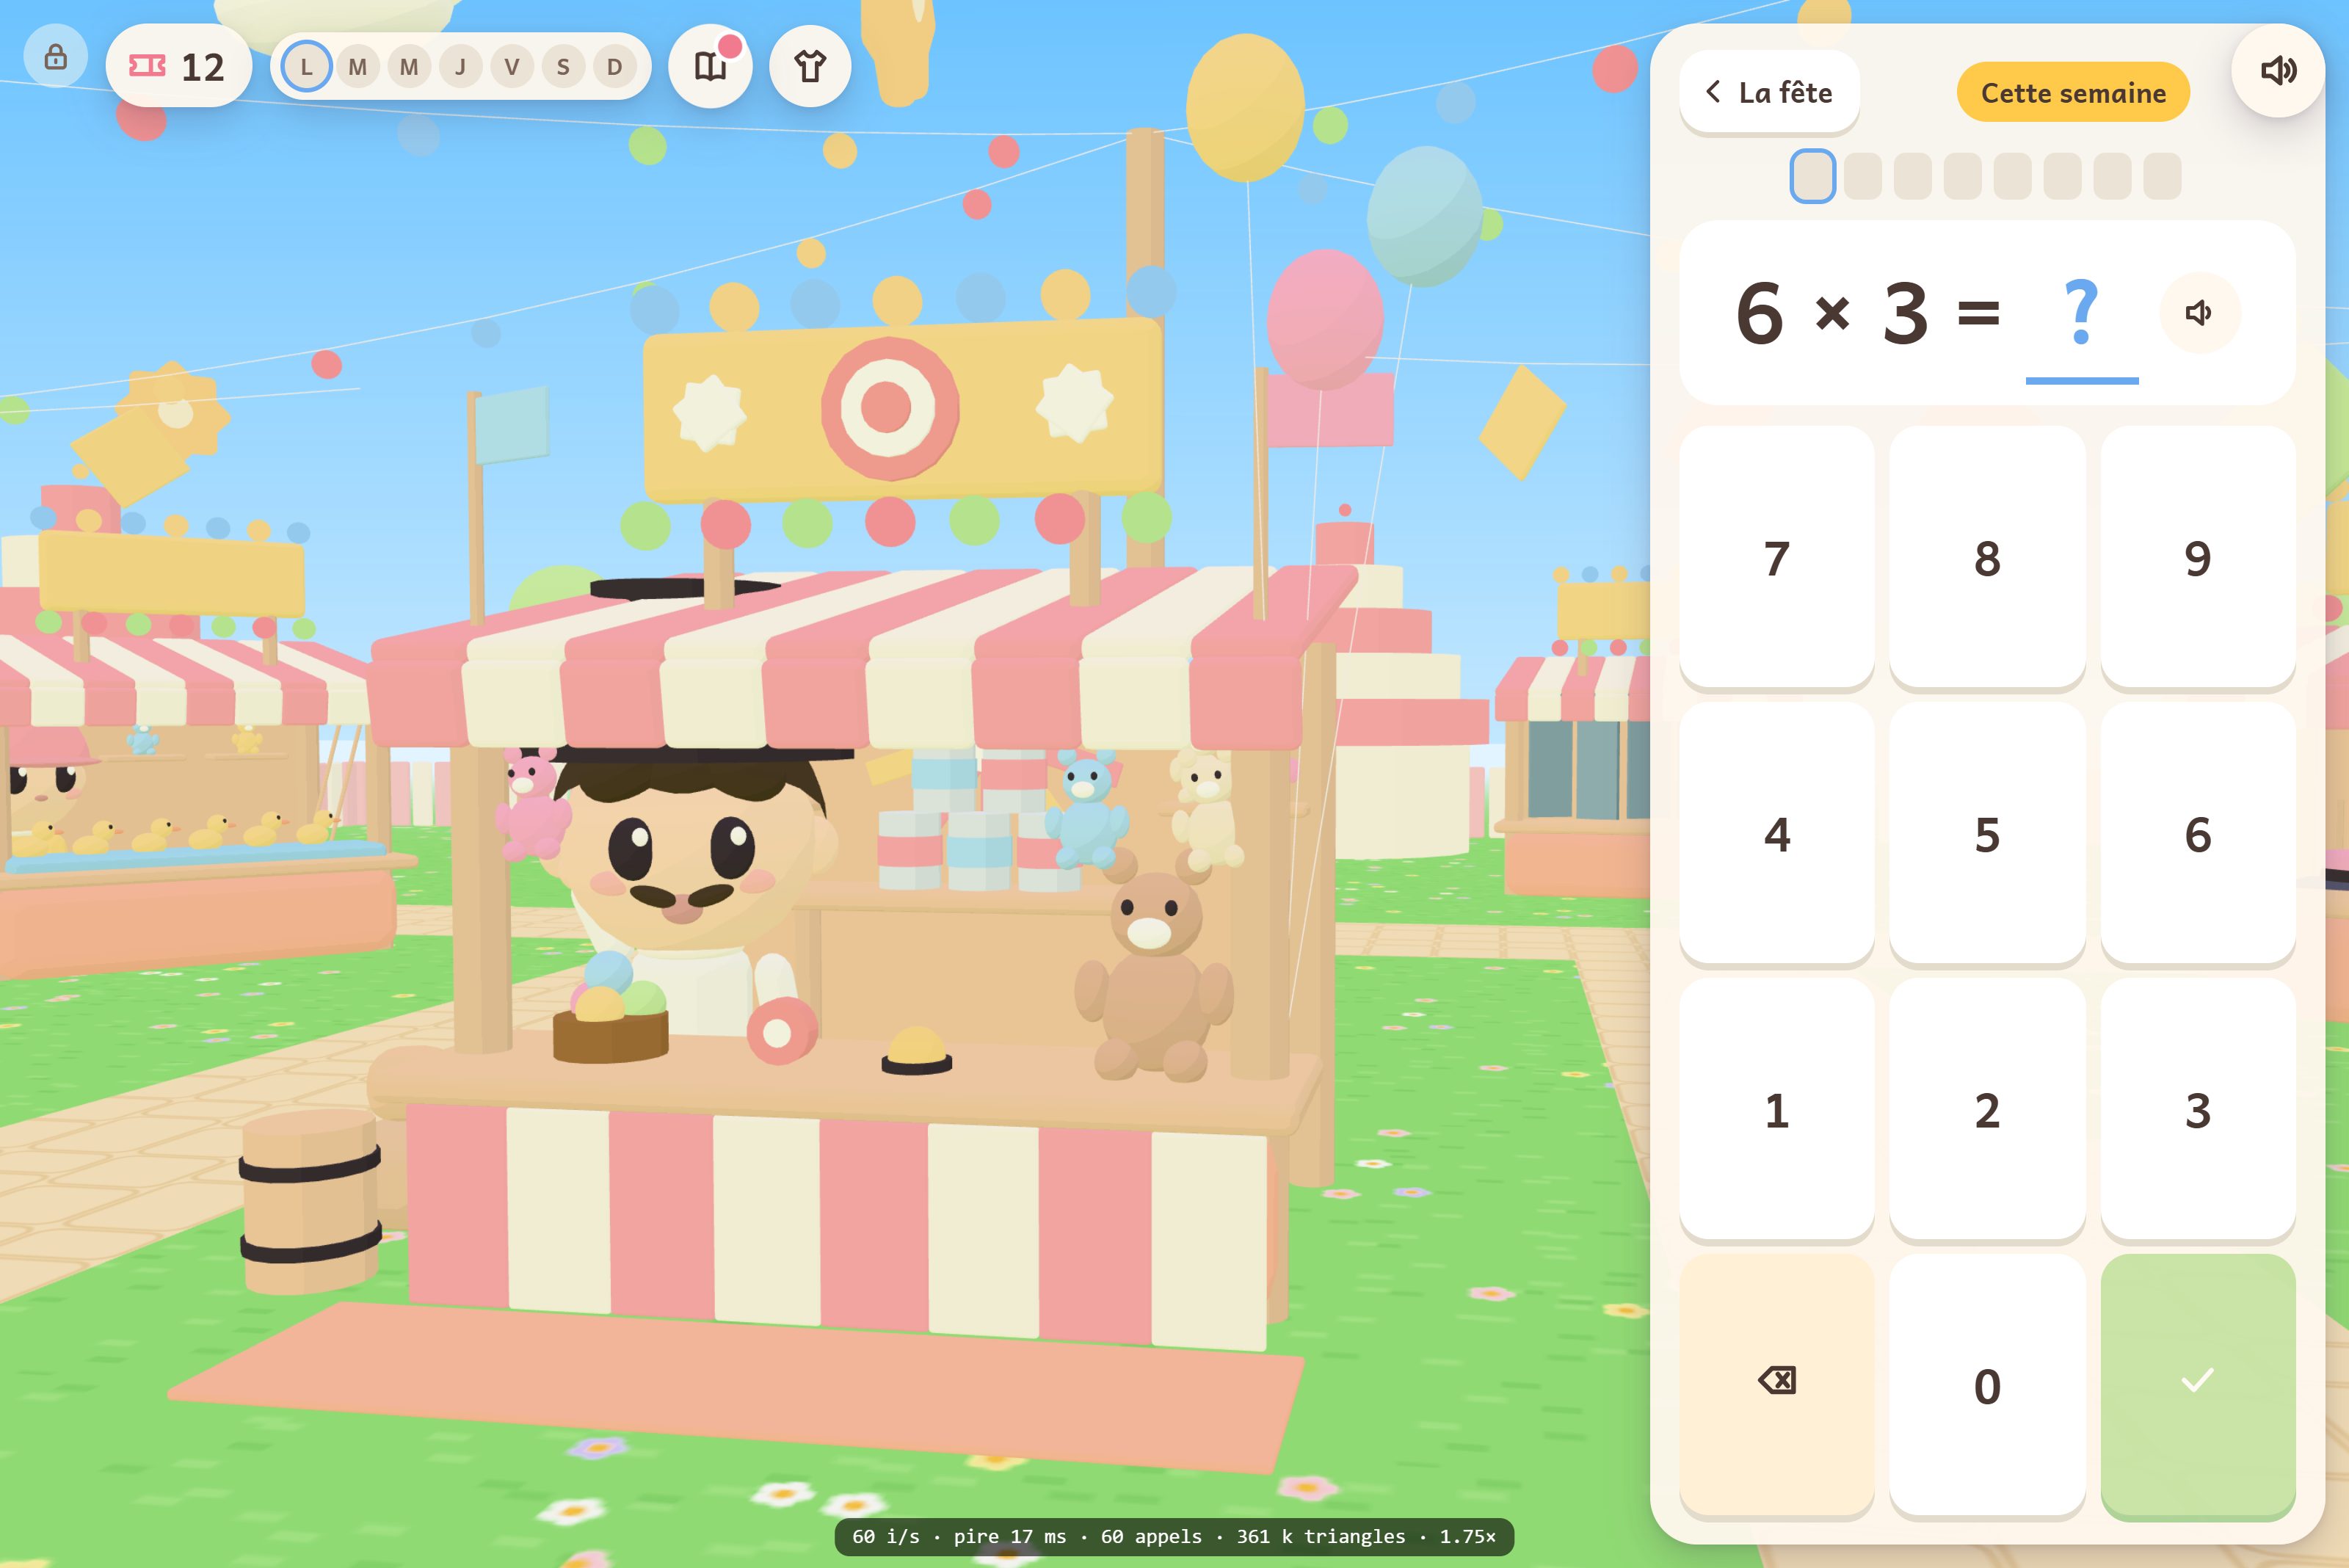 12
L M M J V S D
La fête
Cette semaine
6 × 3 = ?
7 8 9
4 5 6
1 2 3
0
60 i/s · pire 17 ms · 60 appels · 361 k triangles · 1.75×